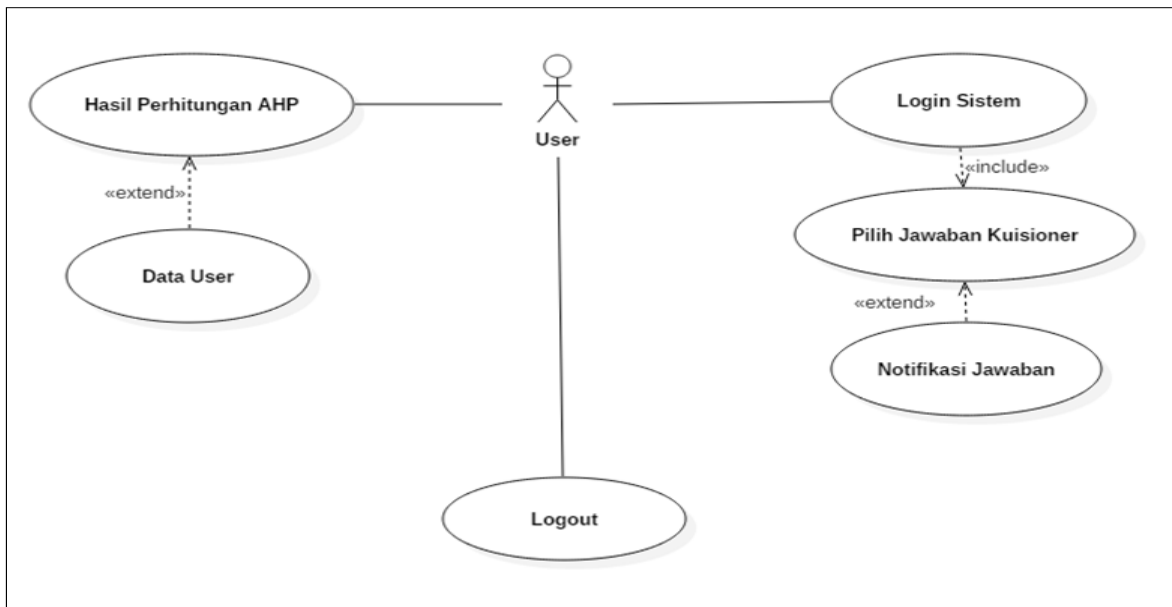 Hasil Perhitungan AHP
User
Login Sistem
«extend»
«include»
Data User
Pilih Jawaban Kuisioner
«extend»
Notifikasi Jawaban
Logout